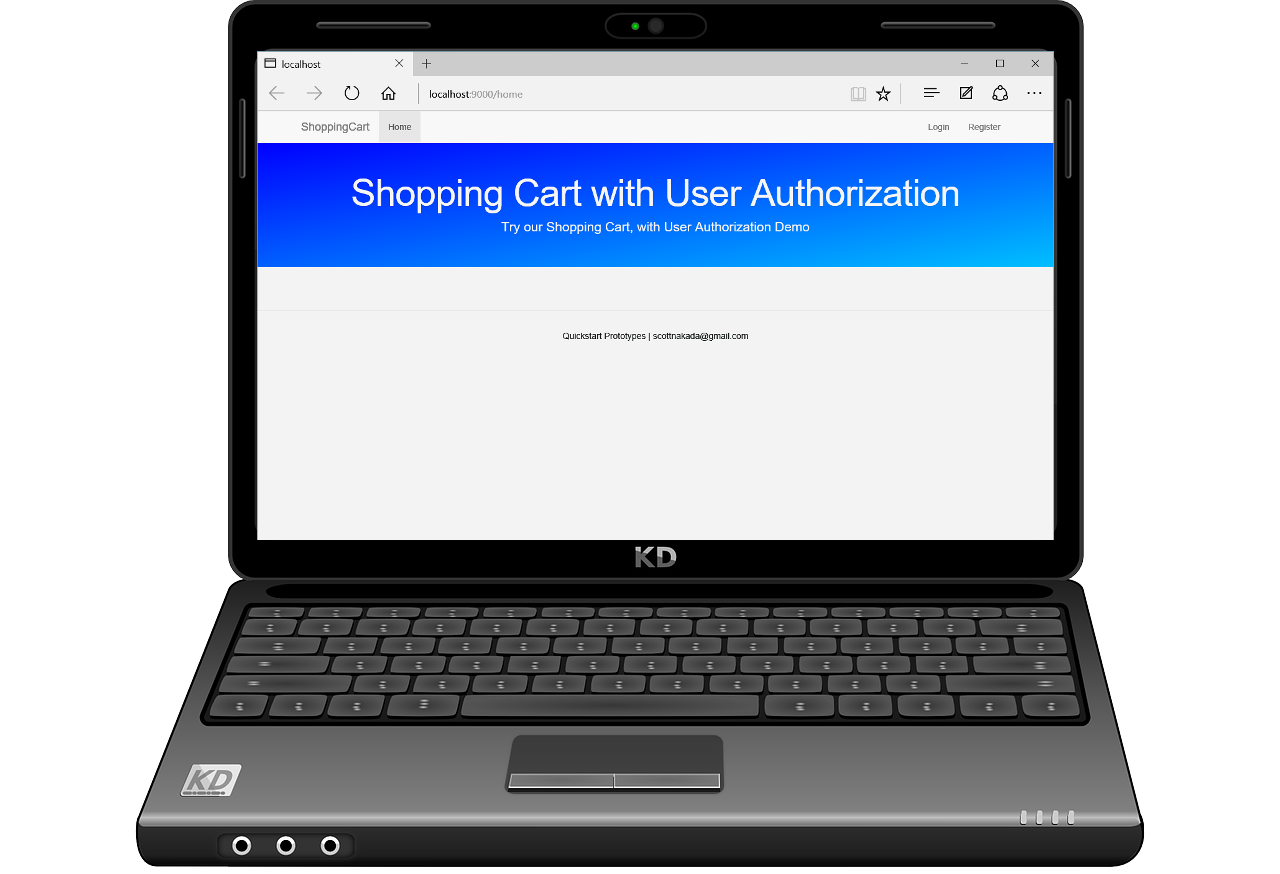 localhost
localhost:9000/home
ShoppingCart Home Login Register
Shopping Cart with User Authorization
Try our Shopping Cart, with User Authorization Demo
Quickstart Prototypes | scottnakada@gmail.com
KD
KD